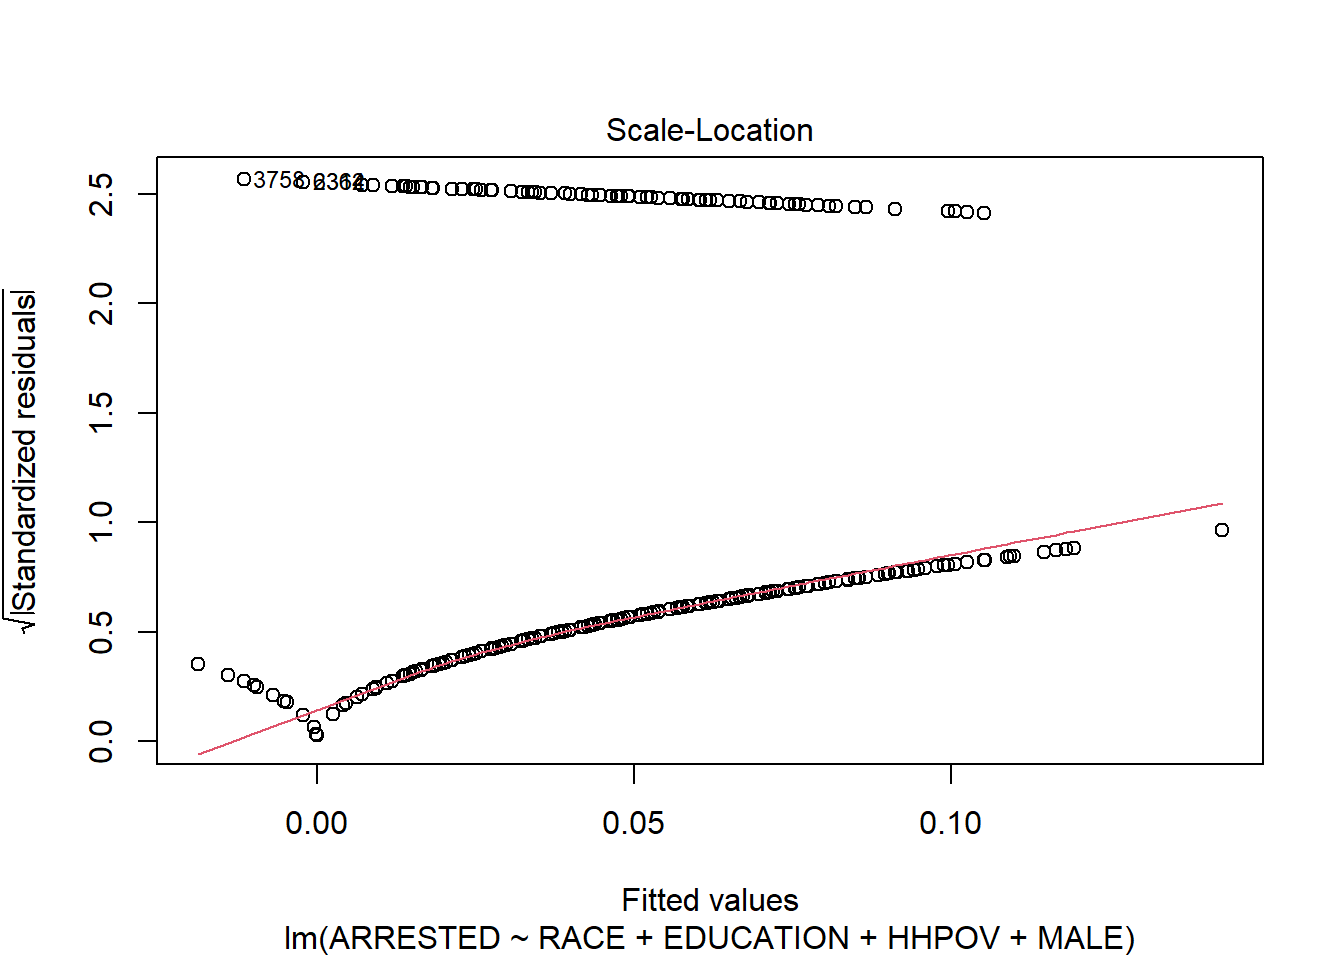 Scale-Location
3758
2.5
2.0
1.5
1.0
0.5
0.0
√|Standardized residuals|
0.00 0.05 0.10
Fitted values
lm(ARRESTED ~ RACE + EDUCATION + HHPOV + MALE)